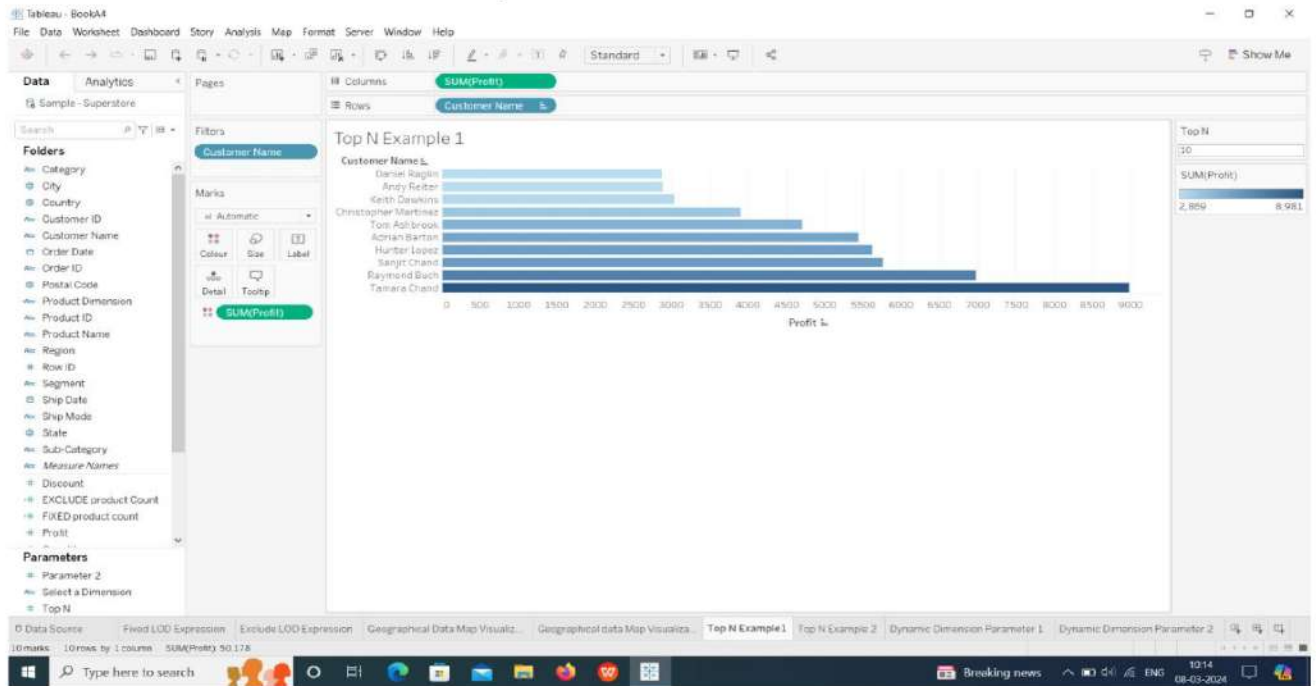 Tableau - BookA4
File Data Worksheet Dashboard Story Analysis Map Format Server Window Help
Standard
Show Me
Data Analytics
Sample - Superstore
Search
Folders
Category
City
Country
Customer ID
Customer Name
Order Date
Order ID
Postal Code
Product Dimension
Product ID
Product Name
Region
Row ID
Segment
Ship Date
Ship Mode
State
Sub-Category
Measure Names
Discount
EXCLUDE product Count
FIXED product count
Profit
Parameters
Parameter 2
Select a Dimension
Top N
Pages
Filters
Customer Name
Marks
Automatic
Colour Size Label
Detail Tooltip
SUM(Profit)
Columns SUM(Profit)
Rows Customer Name
Top N Example 1
Customer Name
Daniel Raglin
Andy Reiter
Keith Dawkins
Christopher Martinez
Tom Ashbrook
Adrian Barton
Hunter Lopez
Sanjit Chand
Raymond Buch
Tamara Chand
0 500 1000 1500 2000 2500 3000 3500 4000 4500 5000 5500 6000 6500 7000 7500 8000 8500 9000
Profit
Top N
10
SUM(Profit)
2,869 8,981
Data Source Fixed LOD Expression Exclude LOD Expression Geographical Data Map Visualiz... Geographical data Map Visualiza... Top N Example1 Top N Example 2 Dynamic Dimension Parameter 1 Dynamic Dimension Parameter 2
10 marks 10 rows by 1 column SUM(Profit): 50,178
Type here to search
Breaking news
ENG
10:14
08-03-2024